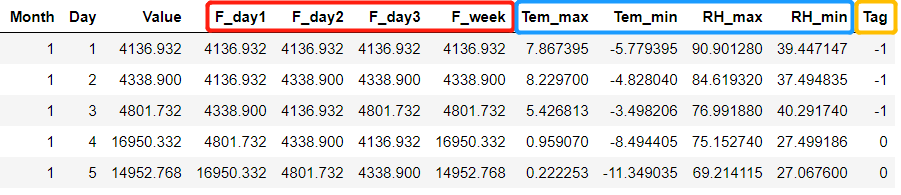 Month Day Value F_day1 F_day2 F_day3 F_week Tem_max Tem_min RH_max RH_min Tag
1 1 4136.932 4136.932 4136.932 4136.932 4136.932 7.867395 -5.779395 90.901280 39.447147 -1
1 2 4338.900 4136.932 4338.900 4338.900 4338.900 8.229700 -4.828040 84.619320 37.494835 -1
1 3 4801.732 4338.900 4136.932 4801.732 4801.732 5.426813 -3.498206 76.991880 40.291740 -1
1 4 16950.332 4801.732 4338.900 4136.932 16950.332 0.959070 -8.494405 75.152740 27.499186 0
1 5 14952.768 16950.332 4801.732 4338.900 14952.768 0.222253 -11.349035 69.214115 27.067600 0